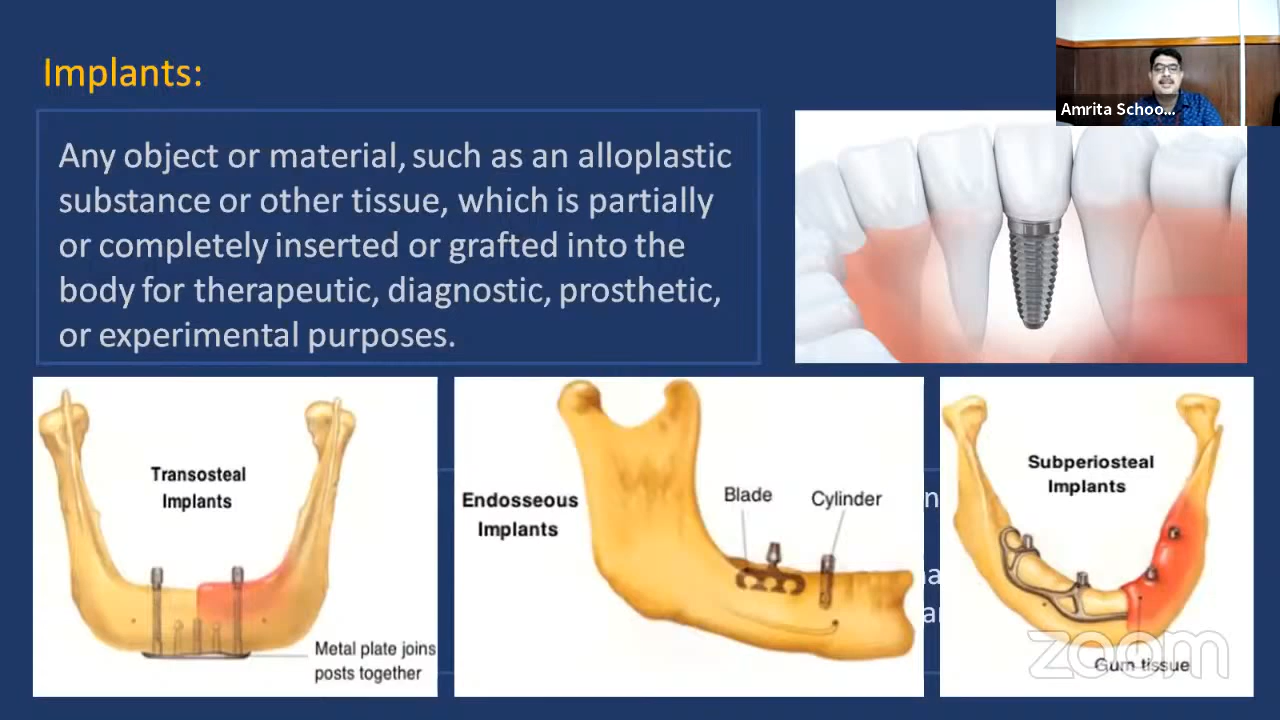 Implants:
Amrita Schoo...
Any object or material, such as an alloplastic
substance or other tissue, which is partially
or completely inserted or grafted into the
body for therapeutic, diagnostic, prosthetic,
or experimental purposes.
Transosteal
Implants
Metal plate joins
posts together
Endosseous
Implants
Blade
Cylinder
Subperiosteal
Implants
Gum tissue
zoom